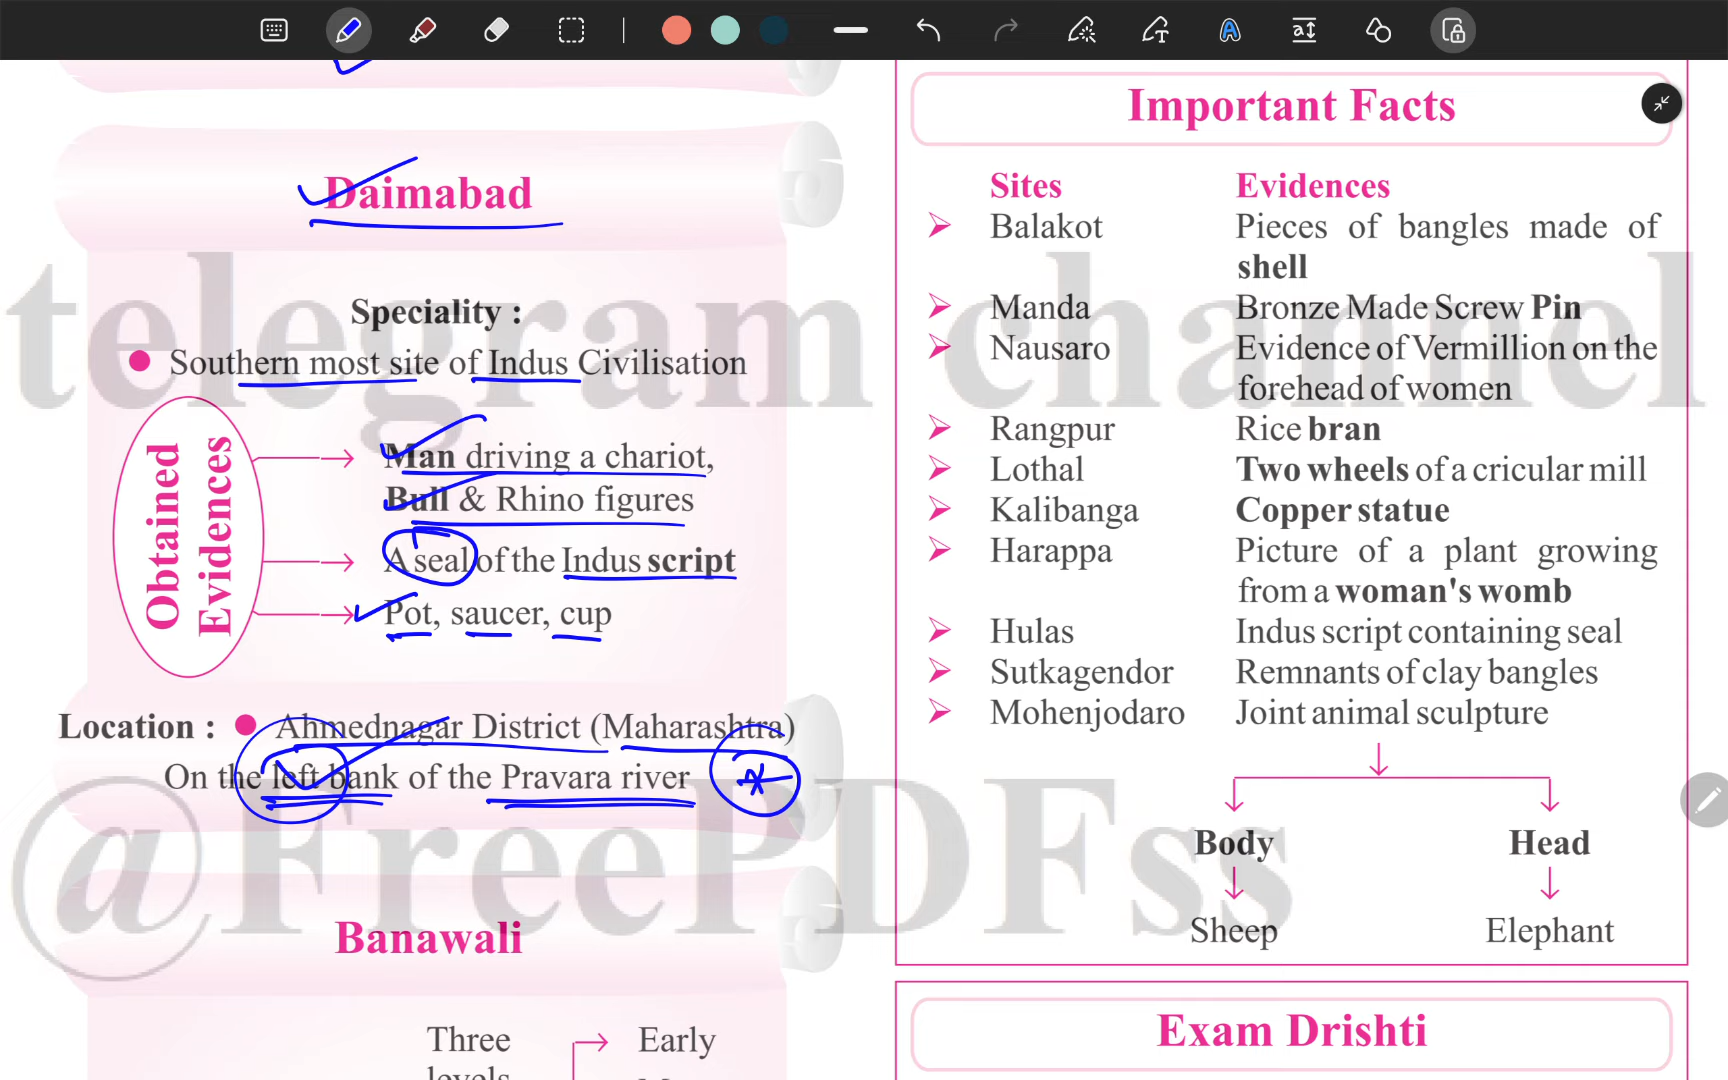 Daimabad
Speciality :
Southern most site of Indus Civilisation
Obtained
Evidences
Man driving a chariot,
Bull & Rhino figures
A seal of the Indus script
Pot, saucer, cup
Location : Ahmednagar District (Maharashtra)
On the left bank of the Pravara river
Banawali
Three
levels
Early
Important Facts
Sites Evidences
Balakot Pieces of bangles made of
shell
Manda Bronze Made Screw Pin
Nausaro Evidence of Vermillion on the
forehead of women
Rangpur Rice bran
Lothal Two wheels of a cricular mill
Kalibanga Copper statue
Harappa Picture of a plant growing
from a woman's womb
Hulas Indus script containing seal
Sutkagendor Remnants of clay bangles
Mohenjodaro Joint animal sculpture
Body Head
Sheep Elephant
Exam Drishti
telegram channel
@FreePDFss